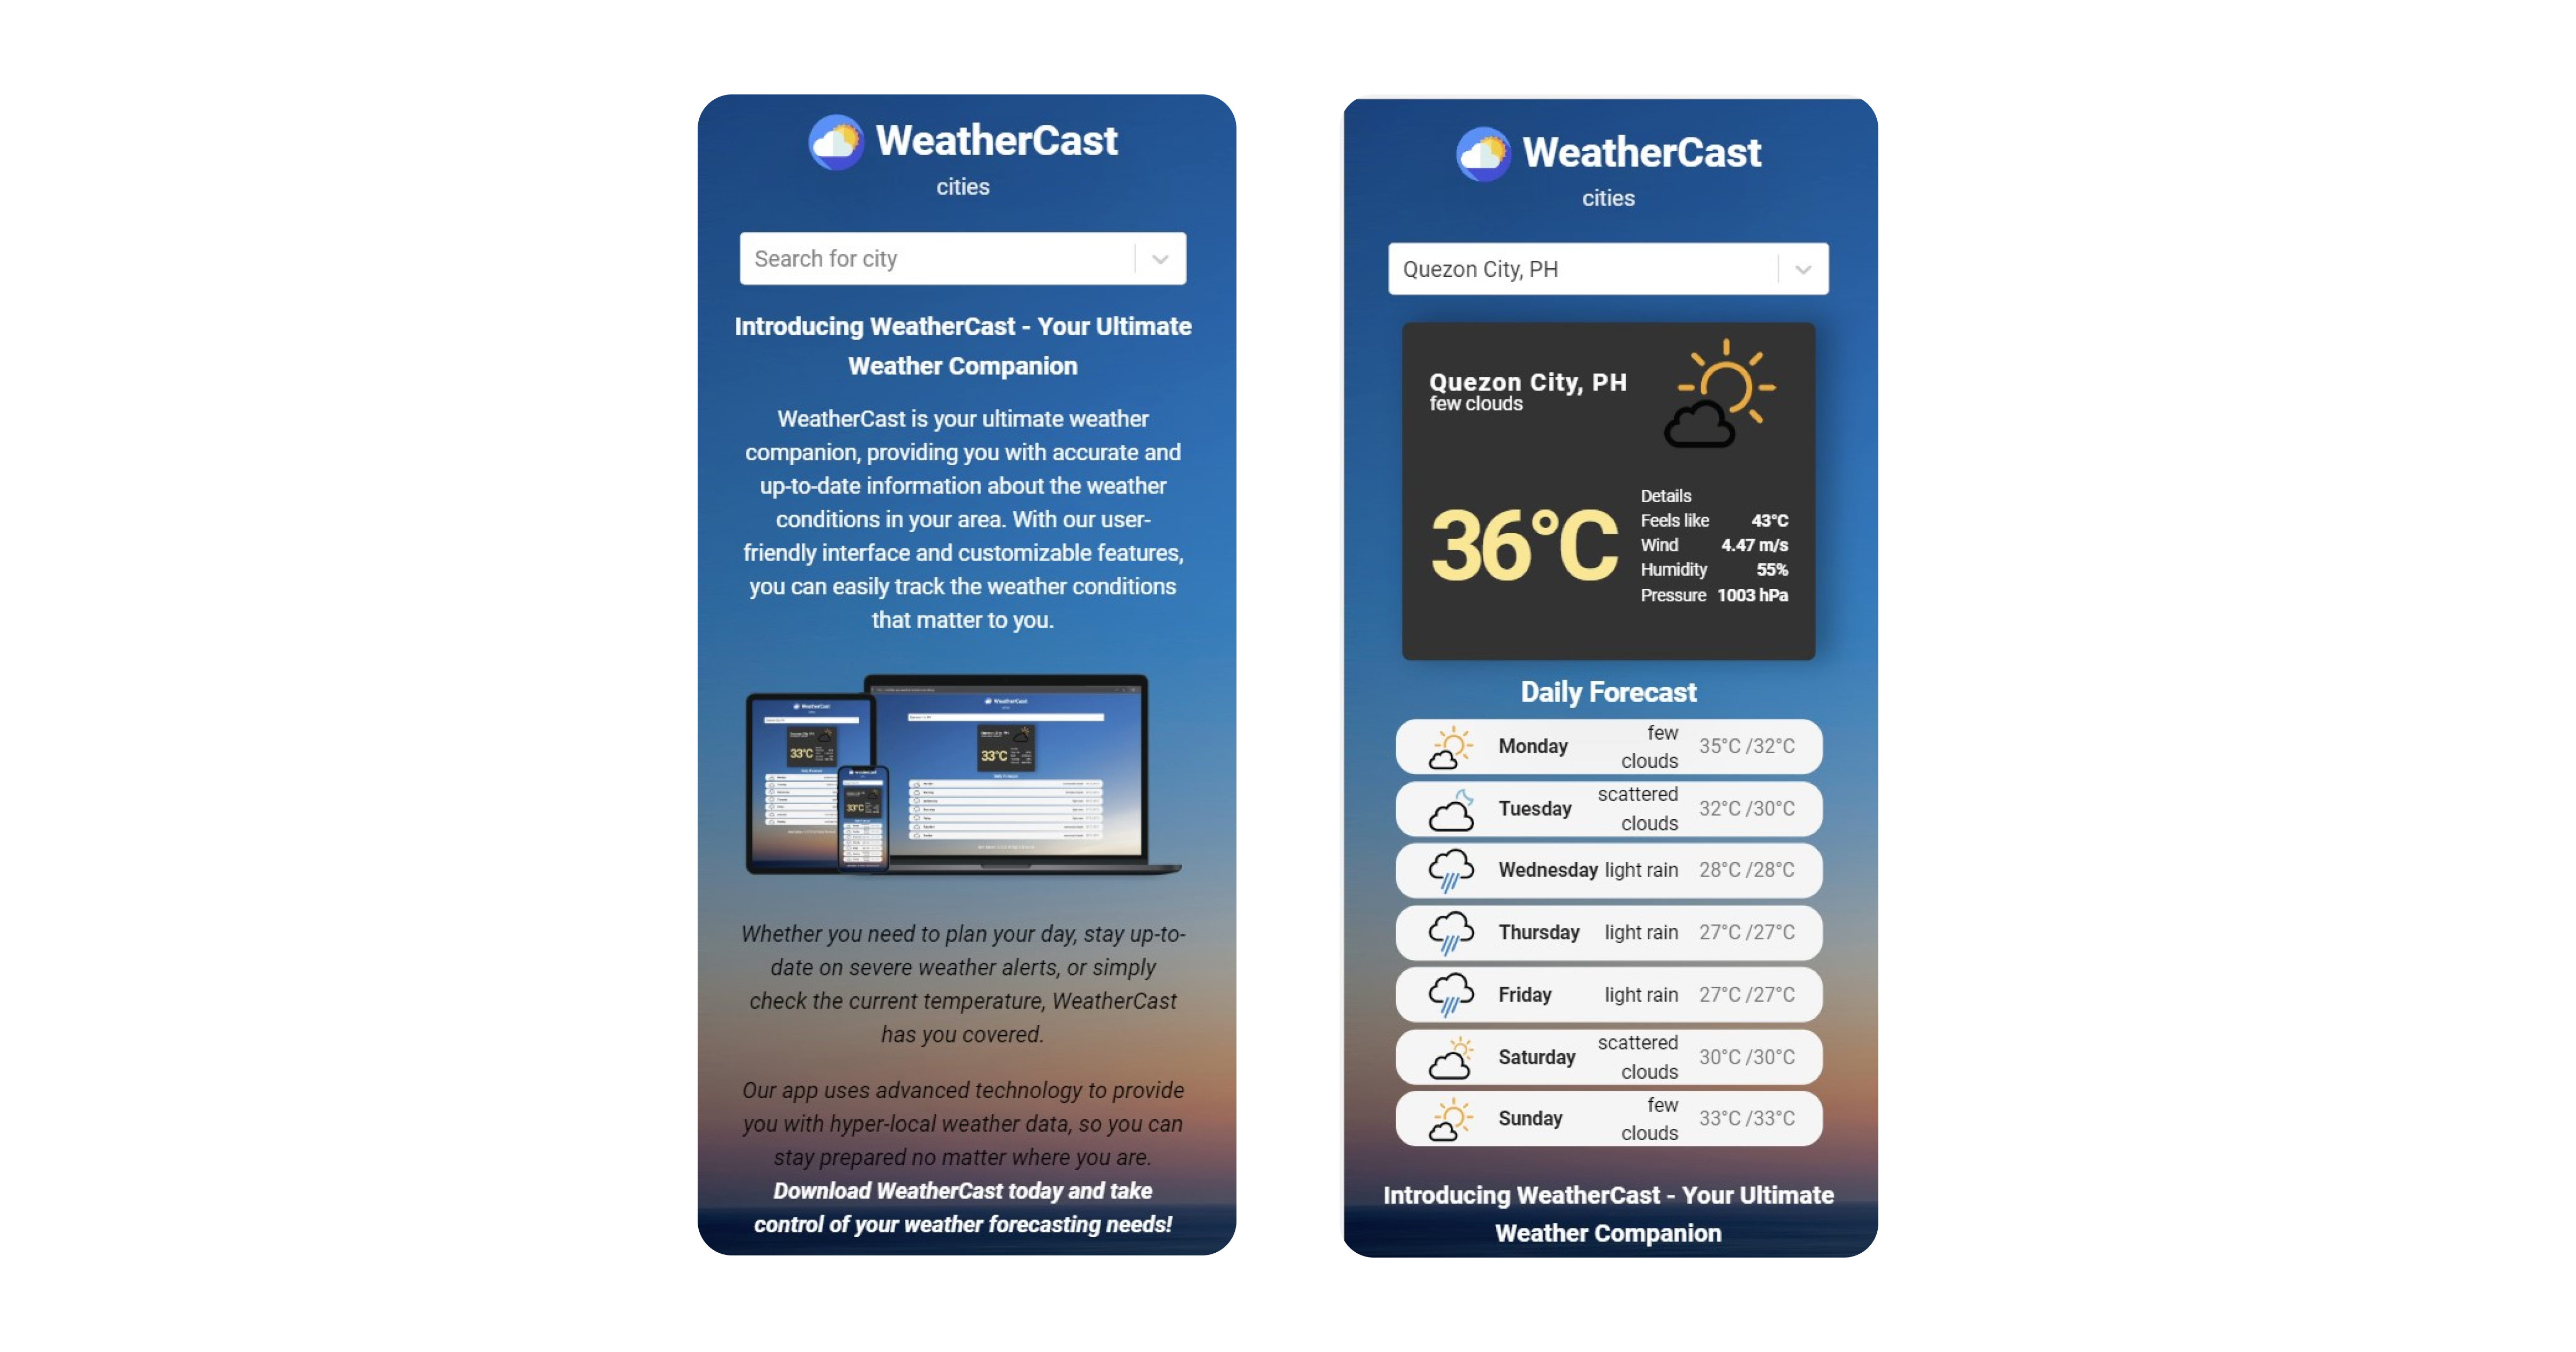 WeatherCast
cities
Search for city
Introducing WeatherCast - Your Ultimate
Weather Companion
WeatherCast is your ultimate weather
companion, providing you with accurate and
up-to-date information about the weather
conditions in your area. With our user-
friendly interface and customizable features,
you can easily track the weather conditions
that matter to you.
WeatherCast
33°C
WeatherCast
33°C
33°C
Whether you need to plan your day, stay up-to-
date on severe weather alerts, or simply
check the current temperature, WeatherCast
has you covered.
Our app uses advanced technology to provide
you with hyper-local weather data, so you can
stay prepared no matter where you are.
Download WeatherCast today and take
control of your weather forecasting needs!
WeatherCast
cities
Quezon City, PH
Quezon City, PH
few clouds
36°C
Details
Feels like 43°C
Wind 4.47 m/s
Humidity 55%
Pressure 1003 hPa
Daily Forecast
Monday few clouds 35°C /32°C
Tuesday scattered clouds 32°C /30°C
Wednesday light rain 28°C /28°C
Thursday light rain 27°C /27°C
Friday light rain 27°C /27°C
Saturday scattered clouds 30°C /30°C
Sunday few clouds 33°C /33°C
Introducing WeatherCast - Your Ultimate
Weather Companion